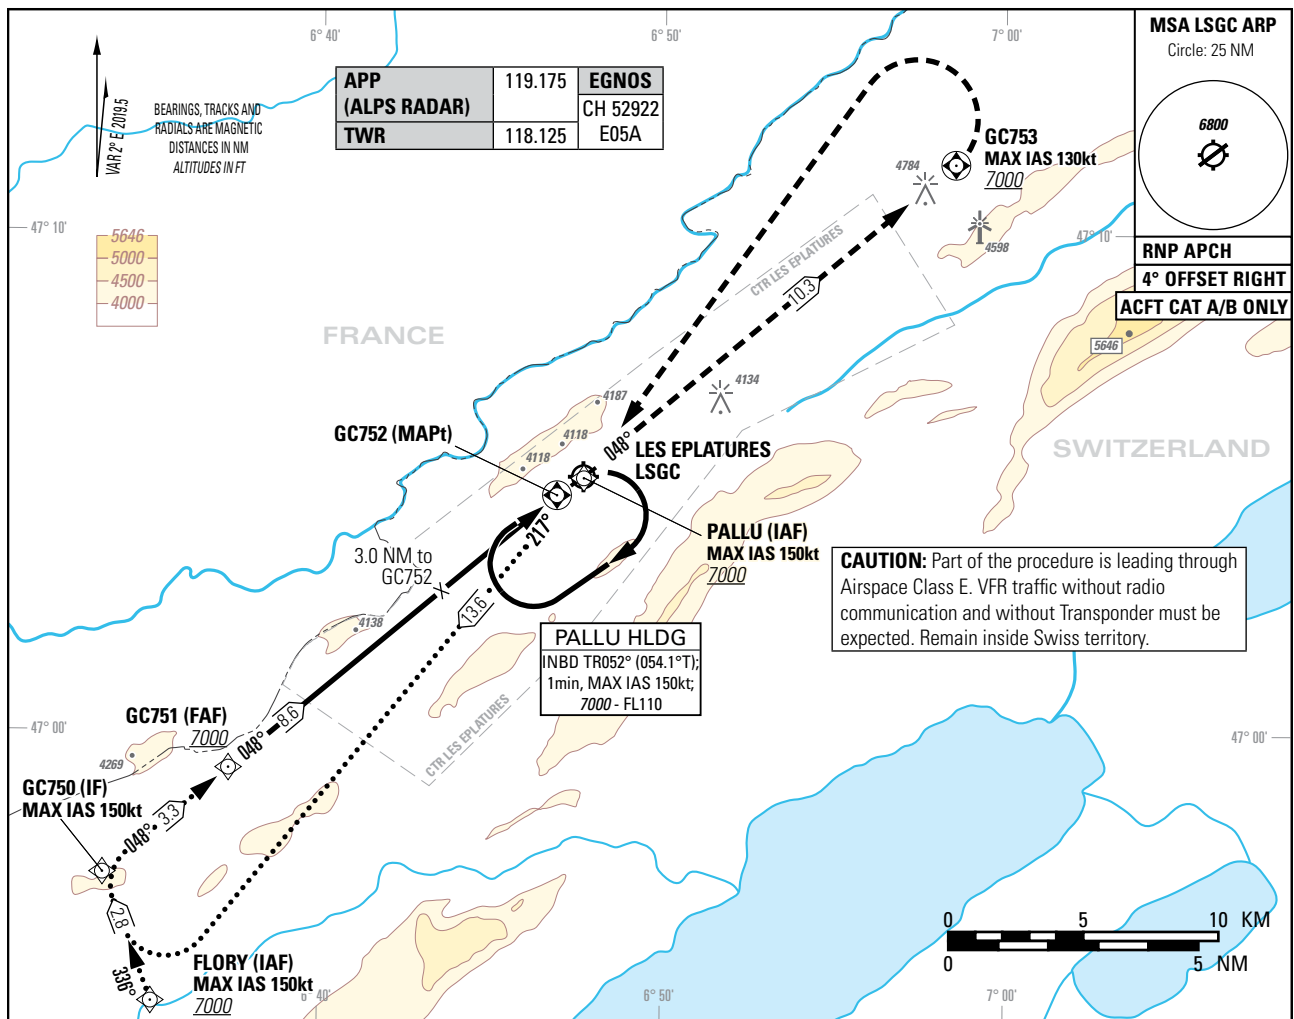 6° 40'
6° 50'
7° 00'
MSA LSGC ARP
Circle: 25 NM
6800
VAR 2° E 2019.5
BEARINGS, TRACKS AND
RADIALS ARE MAGNETIC
DISTANCES IN NM
ALTITUDES IN FT
APP
(ALPS RADAR)
119.175
EGNOS
CH 52922
E05A
TWR
118.125
GC753
MAX IAS 130kt
7000
4784
4598
47° 10'
47° 10'
5646
5000
4500
4000
CTR LES EPLATURES
10.3
RNP APCH
4° OFFSET RIGHT
ACFT CAT A/B ONLY
FRANCE
5646
4134
4187
4118
4118
GC752 (MAPt)
048°
LES EPLATURES
LSGC
SWITZERLAND
217°
PALLU (IAF)
MAX IAS 150kt
7000
3.0 NM to
GC752
X
13.6
CAUTION: Part of the procedure is leading through
Airspace Class E. VFR traffic without radio
communication and without Transponder must be
expected. Remain inside Swiss territory.
4138
PALLU HLDG
INBD TR052° (054.1°T);
1min, MAX IAS 150kt;
7000 - FL110
GC751 (FAF)
7000
8.6
048°
CTR LES EPLATURES
47° 00'
47° 00'
4269
GC750 (IF)
MAX IAS 150kt
3.3
048°
2.8
336°
FLORY (IAF)
MAX IAS 150kt
7000
6° 40'
6° 50'
7° 00'
0 5 10 KM
0 5 NM